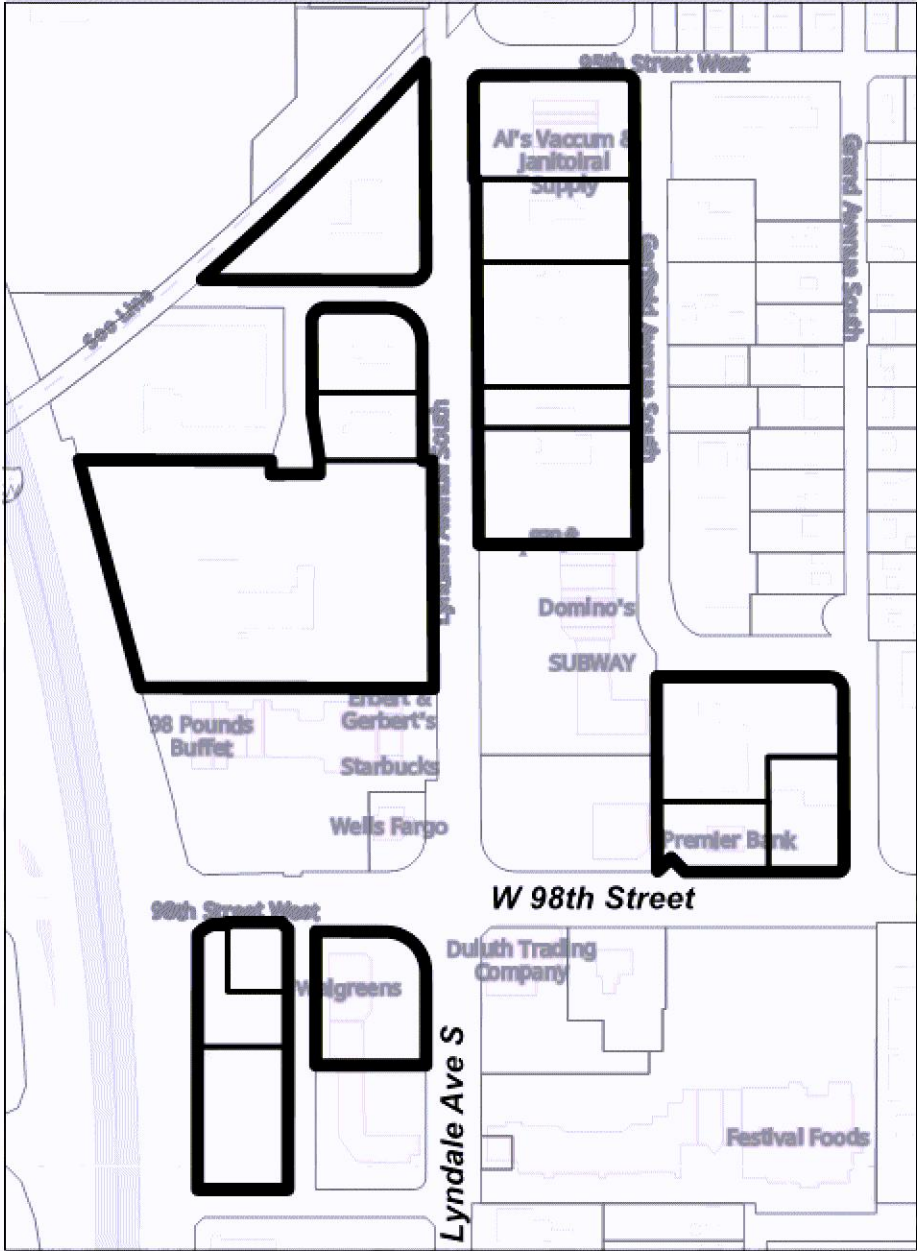 95th Street West
Al's Vaccum &
Janitoiral
Supply
Grand Avenue South
Garfield Avenue South
Soo Line
Lyndale Avenue South
Domino's
SUBWAY
Erbert &
Gerbert's
98 Pounds
Buffet
Starbucks
Wells Fargo
Premier Bank
W 98th Street
98th Street West
Duluth Trading
Company
Walgreens
Lyndale Ave S
Festival Foods